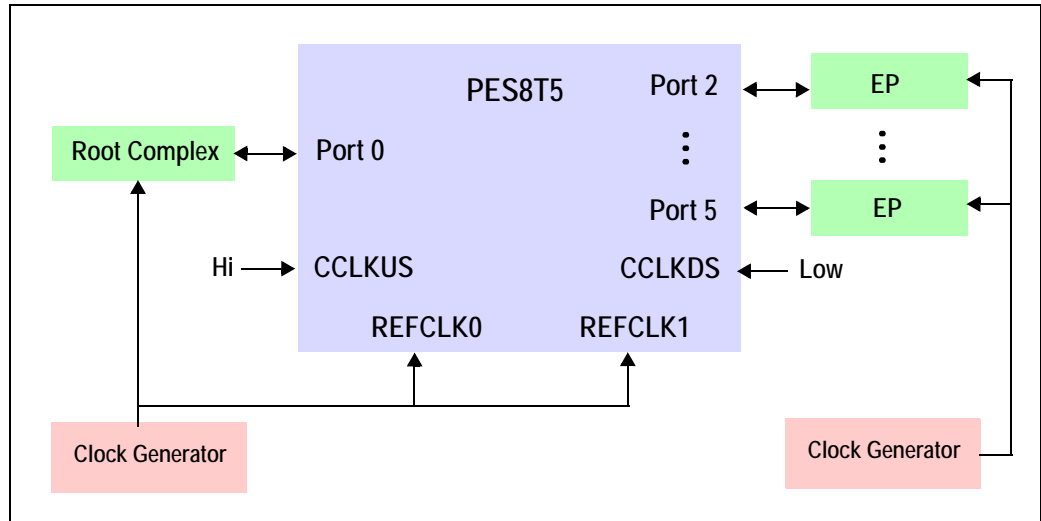 PES8T5
Port 2
EP
Root Complex
Port 0
Port 5
EP
Hi
CCLKUS
CCLKDS
Low
REFCLK0
REFCLK1
Clock Generator
Clock Generator